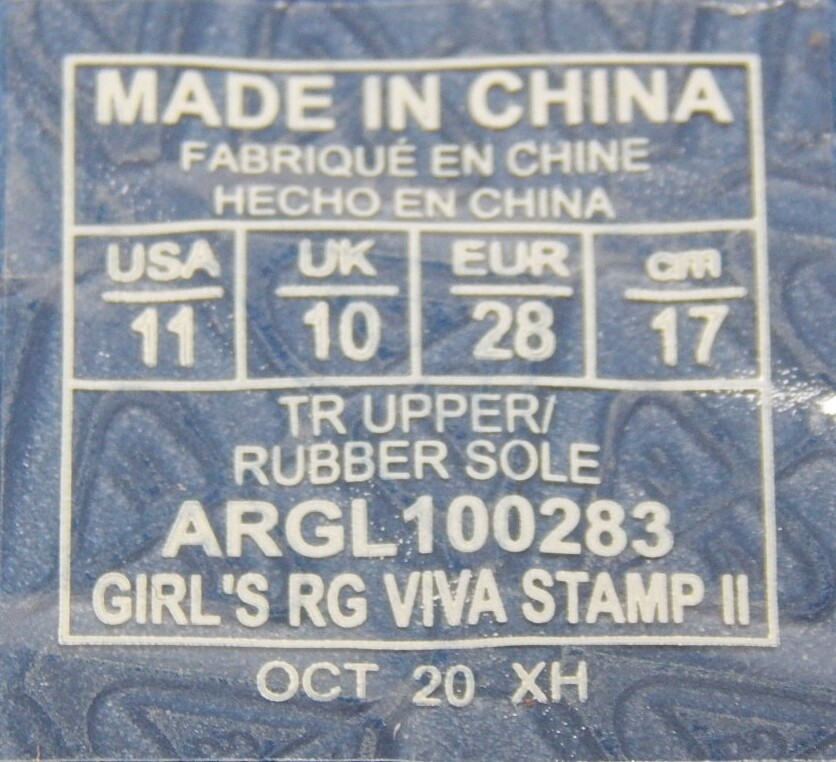 MADE IN CHINA
FABRIQUÉ EN CHINE
HECHO EN CHINA
USA UK EUR cm
11 10 28 17
TR UPPER/
RUBBER SOLE
ARGL100283
GIRL'S RG VIVA STAMP II
OCT 20 XH